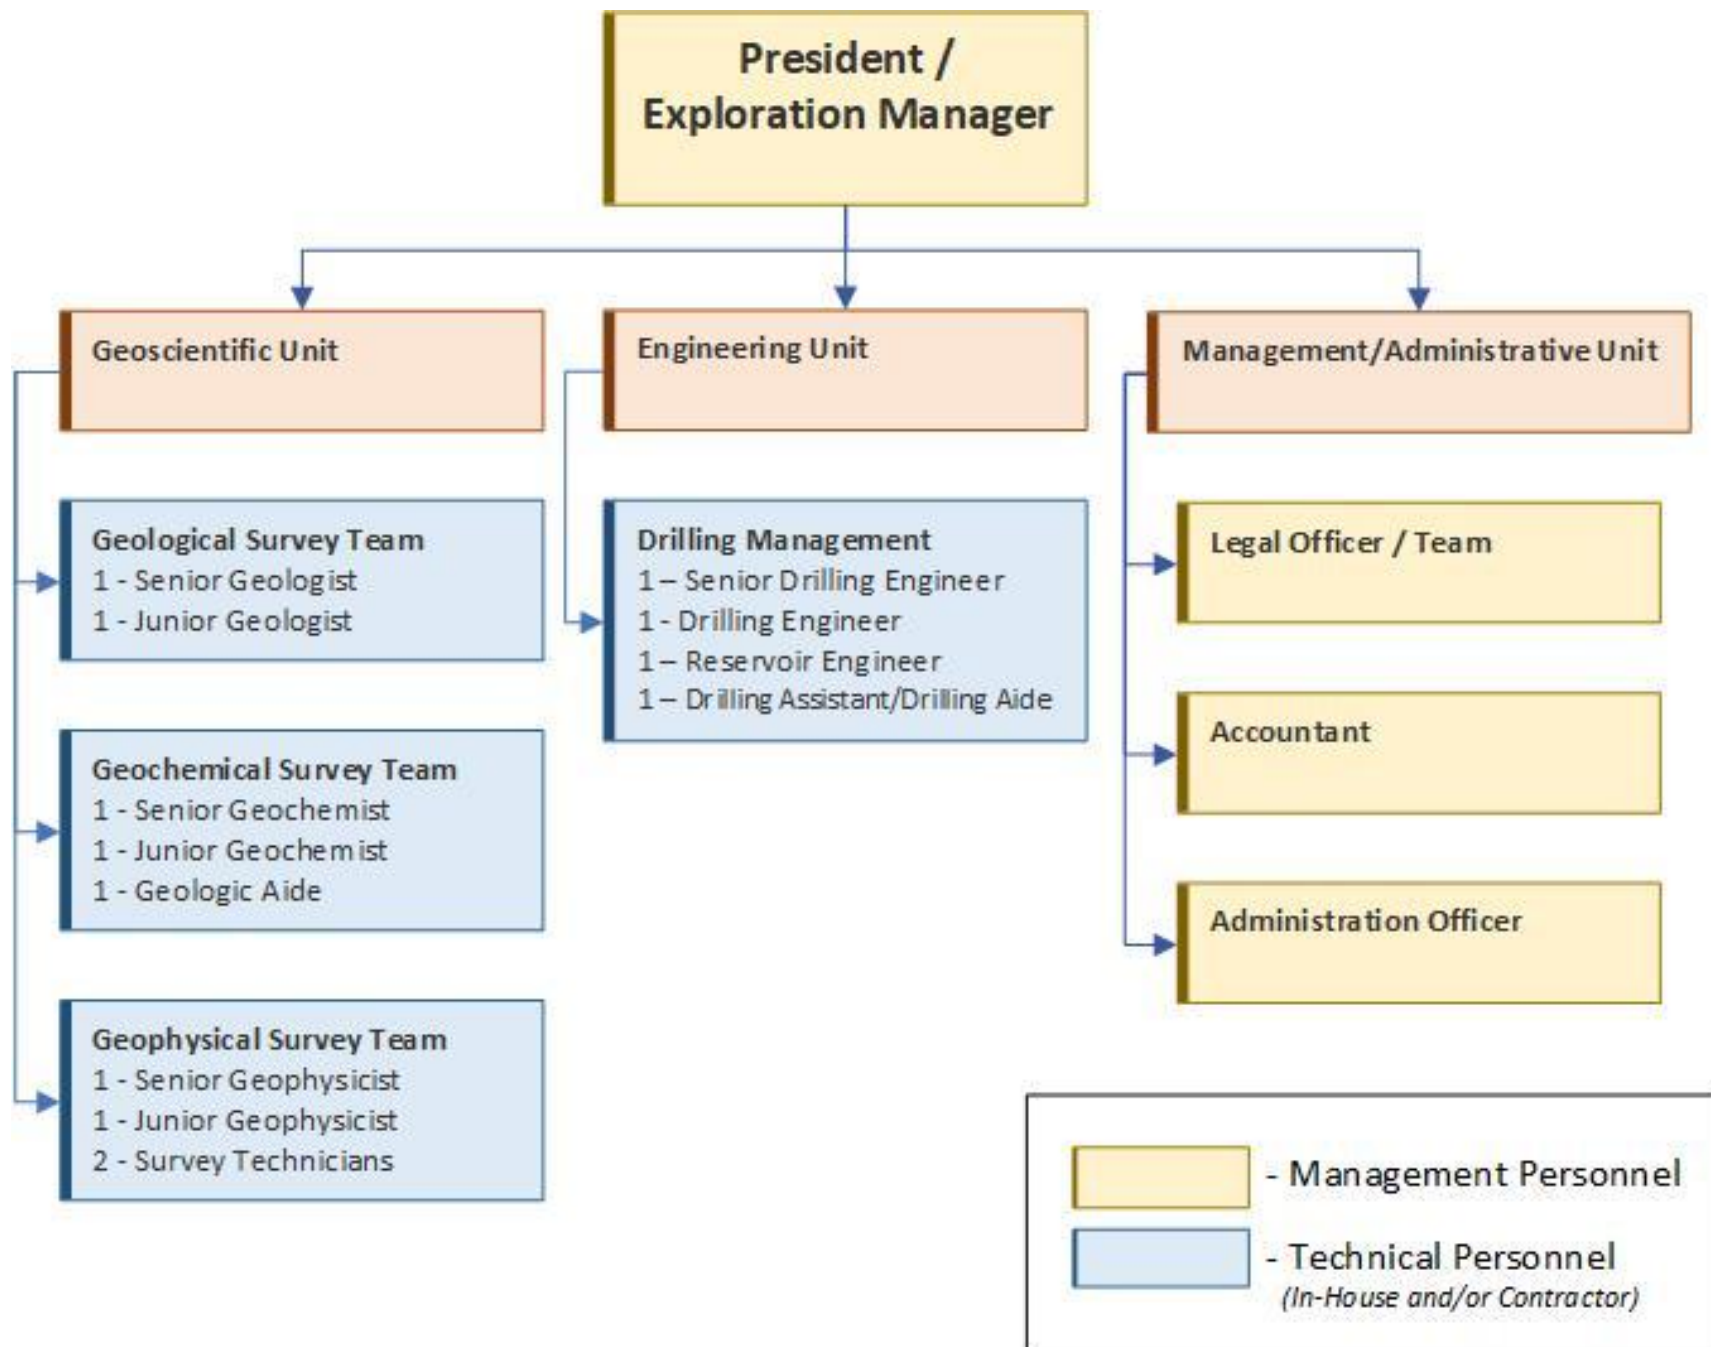 President /
Exploration Manager
Geoscientific Unit
Engineering Unit
Management/Administrative Unit
Geological Survey Team
1 - Senior Geologist
1 - Junior Geologist
Geochemical Survey Team
1 - Senior Geochemist
1 - Junior Geochemist
1 - Geologic Aide
Geophysical Survey Team
1 - Senior Geophysicist
1 - Junior Geophysicist
2 - Survey Technicians
Drilling Management
1 – Senior Drilling Engineer
1 - Drilling Engineer
1 – Reservoir Engineer
1 – Drilling Assistant/Drilling Aide
Legal Officer / Team
Accountant
Administration Officer
- Management Personnel
- Technical Personnel
(In-House and/or Contractor)